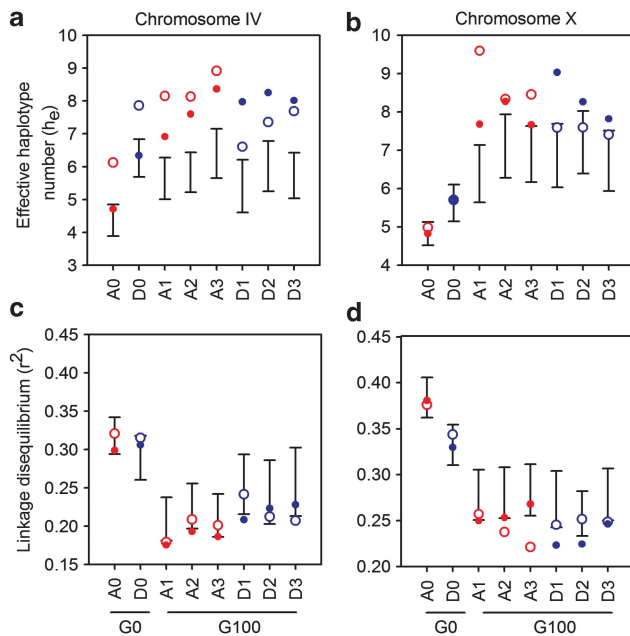 a Chromosome IV
Effective haplotype number (he)
10
9
8
7
6
5
4
3
A0 D0 A1 A2 A3 D1 D2 D3
b Chromosome X
10
9
8
7
6
5
4
A0 D0 A1 A2 A3 D1 D2 D3
c
Linkage disequilibrium (r2)
0.45
0.40
0.35
0.30
0.25
0.20
0.15
A0 D0 A1 A2 A3 D1 D2 D3
G0 G100
d
0.45
0.40
0.35
0.30
0.25
0.20
A0 D0 A1 A2 A3 D1 D2 D3
G0 G100